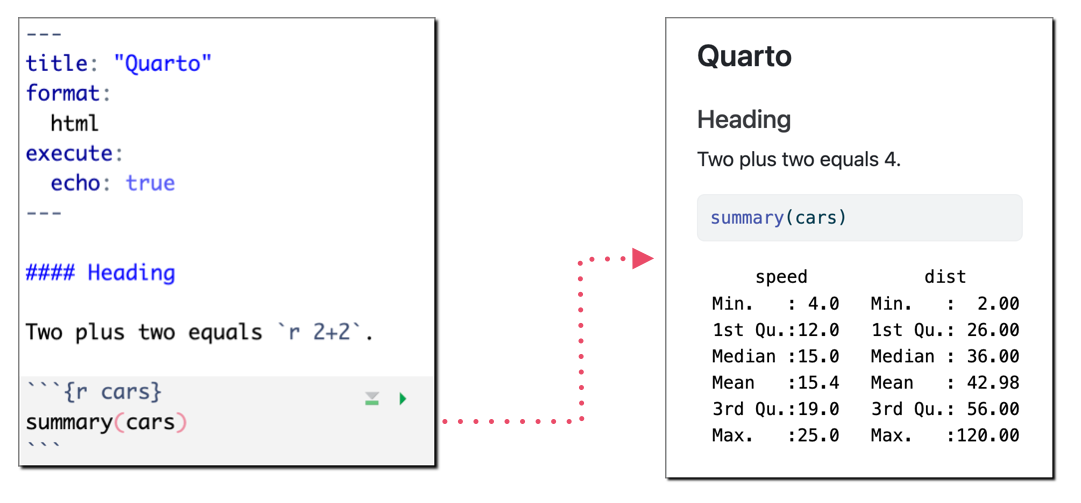 ---
title: "Quarto"
format:
  html
execute:
  echo: true
---
#### Heading
Two plus two equals `r 2+2`.
```{r cars}
summary(cars)
```
Quarto
Heading
Two plus two equals 4.
summary(cars)
     speed           dist
 Min.   : 4.0   Min.   :  2.00
 1st Qu.:12.0   1st Qu.: 26.00
 Median :15.0   Median : 36.00
 Mean   :15.4   Mean   : 42.98
 3rd Qu.:19.0   3rd Qu.: 56.00
 Max.   :25.0   Max.   :120.00